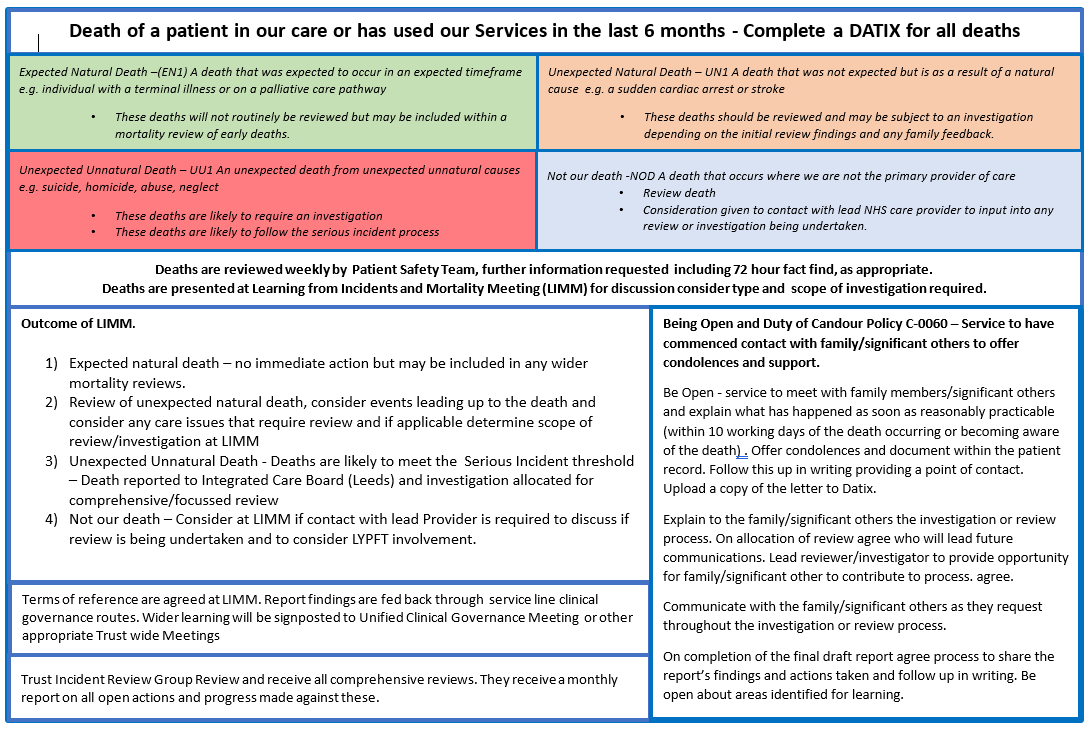 Death of a patient in our care or has used our Services in the last 6 months - Complete a DATIX for all deaths
Expected Natural Death –(EN1) A death that was expected to occur in an expected timeframe
e.g. individual with a terminal illness or on a palliative care pathway
• These deaths will not routinely be reviewed but may be included within a
mortality review of early deaths.
Unexpected Natural Death – UN1 A death that was not expected but is as a result of a natural
cause e.g. a sudden cardiac arrest or stroke
• These deaths should be reviewed and may be subject to an investigation
depending on the initial review findings and any family feedback.
Unexpected Unnatural Death – UU1 An unexpected death from unexpected unnatural causes
e.g. suicide, homicide, abuse, neglect
• These deaths are likely to require an investigation
• These deaths are likely to follow the serious incident process
Not our death -NOD A death that occurs where we are not the primary provider of care
• Review death
• Consideration given to contact with lead NHS care provider to input into any
review or investigation being undertaken.
Deaths are reviewed weekly by Patient Safety Team, further information requested including 72 hour fact find, as appropriate.
Deaths are presented at Learning from Incidents and Mortality Meeting (LIMM) for discussion consider type and scope of investigation required.
Outcome of LIMM.
1) Expected natural death – no immediate action but may be included in any wider
mortality reviews.
2) Review of unexpected natural death, consider events leading up to the death and
consider any care issues that require review and if applicable determine scope of
review/investigation at LIMM
3) Unexpected Unnatural Death - Deaths are likely to meet the Serious Incident threshold
– Death reported to Integrated Care Board (Leeds) and investigation allocated for
comprehensive/focussed review
4) Not our death – Consider at LIMM if contact with lead Provider is required to discuss if
review is being undertaken and to consider LYPFT involvement.
Terms of reference are agreed at LIMM. Report findings are fed back through service line clinical
governance routes. Wider learning will be signposted to Unified Clinical Governance Meeting or other
appropriate Trust wide Meetings
Trust Incident Review Group Review and receive all comprehensive reviews. They receive a monthly
report on all open actions and progress made against these.
Being Open and Duty of Candour Policy C-0060 – Service to have
commenced contact with family/significant others to offer
condolences and support.
Be Open - service to meet with family members/significant others
and explain what has happened as soon as reasonably practicable
(within 10 working days of the death occurring or becoming aware
of the death) . Offer condolences and document within the patient
record. Follow this up in writing providing a point of contact.
Upload a copy of the letter to Datix.
Explain to the family/significant others the investigation or review
process. On allocation of review agree who will lead future
communications. Lead reviewer/investigator to provide opportunity
for family/significant other to contribute to process. agree.
Communicate with the family/significant others as they request
throughout the investigation or review process.
On completion of the final draft report agree process to share the
report's findings and actions taken and follow up in writing. Be
open about areas identified for learning.